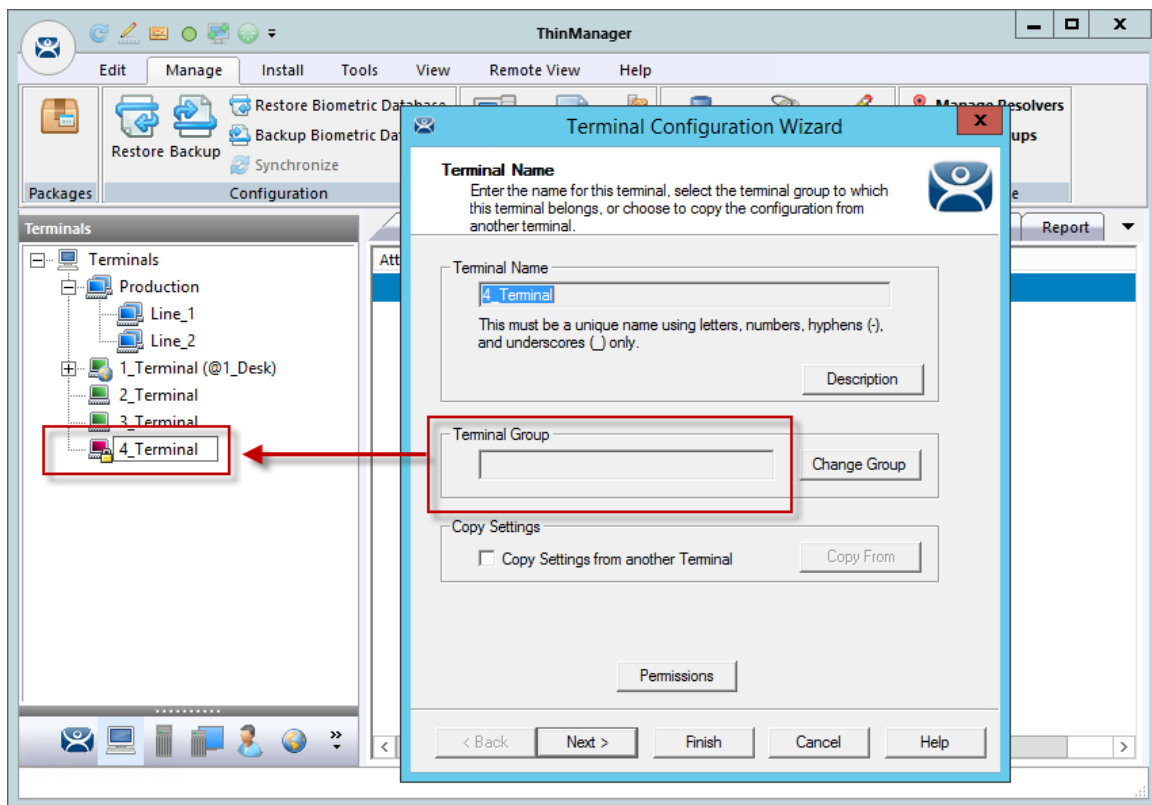 ThinManager
Edit Manage Install Tools View Remote View Help
Restore Biometric Database
Manage Resolvers
Backup Biometric Da
ups
Restore Backup
Synchronize
Packages Configuration
e
Terminals
Report
Terminals
Att
Production
Line_1
Line_2
1_Terminal (@1_Desk)
2_Terminal
3_Terminal
4_Terminal
Terminal Configuration Wizard
x
Terminal Name
Enter the name for this terminal, select the terminal group to which
this terminal belongs, or choose to copy the configuration from
another terminal.
Terminal Name
4_Terminal
This must be a unique name using letters, numbers, hyphens (-),
and underscores (_) only.
Description
Terminal Group
Change Group
Copy Settings
Copy Settings from another Terminal
Copy From
Permissions
< Back Next > Finish Cancel Help